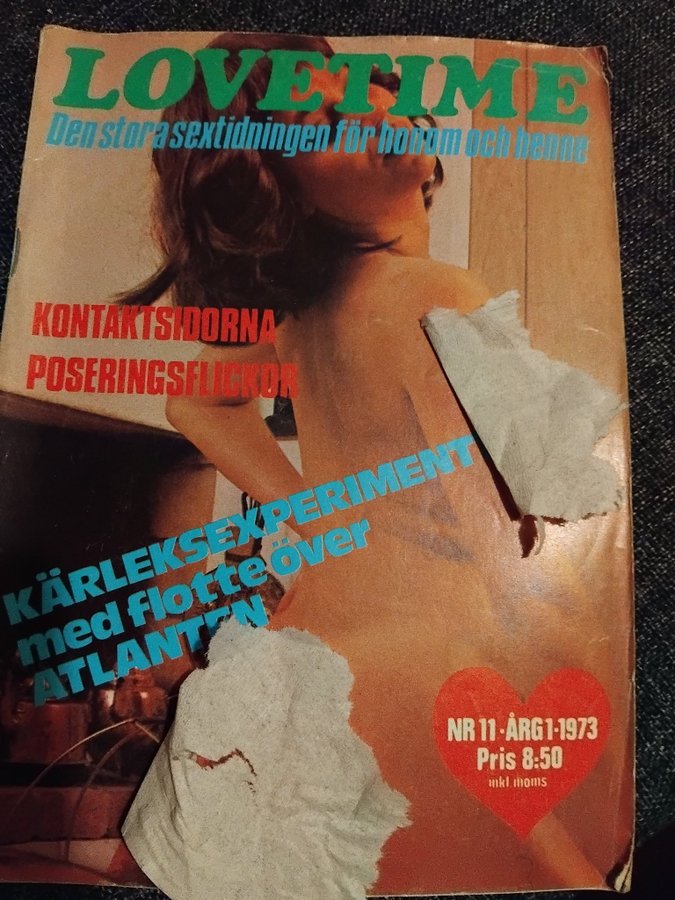 LOVETIME
Den stora sextidningen för honom och henne
KONTAKTSIDORNA
POSERINGSFLICKOR
KÄRLEKSEXPERIMENT
med flotte över
ATLANTEN
NR 11·ÅRG 1·1973
Pris 8:50
inkl moms